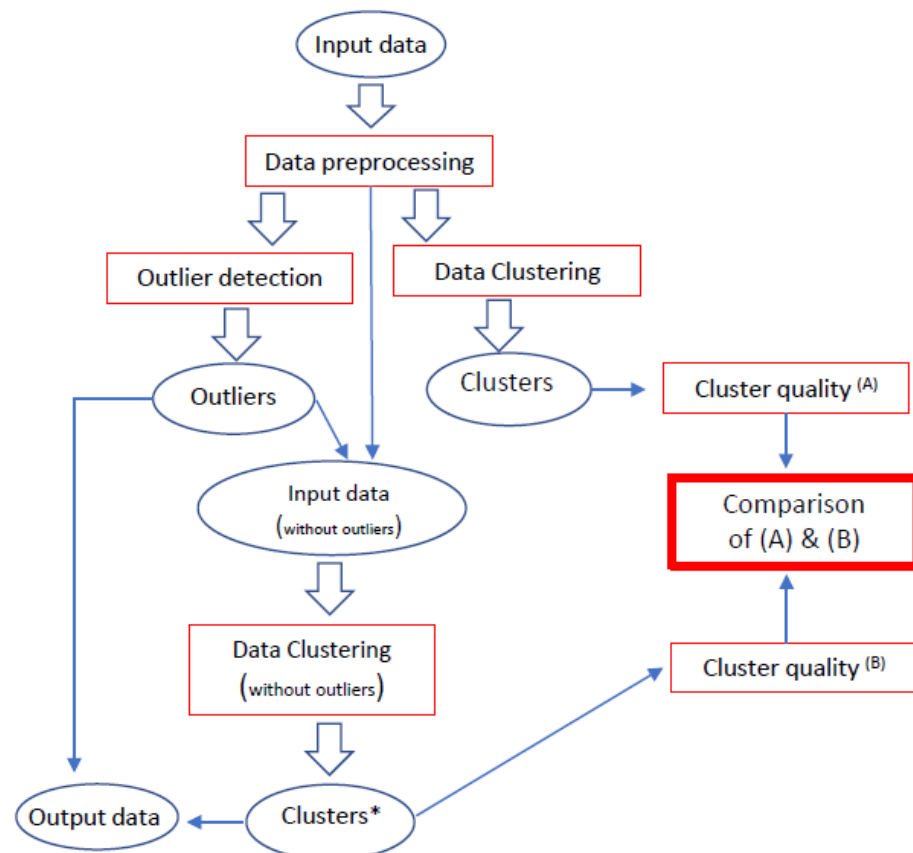 Input data
Data preprocessing
Outlier detection
Data Clustering
Outliers
Clusters
Cluster quality (A)
Input data
(without outliers)
Comparison
of (A) & (B)
Data Clustering
(without outliers)
Cluster quality (B)
Output data
Clusters*